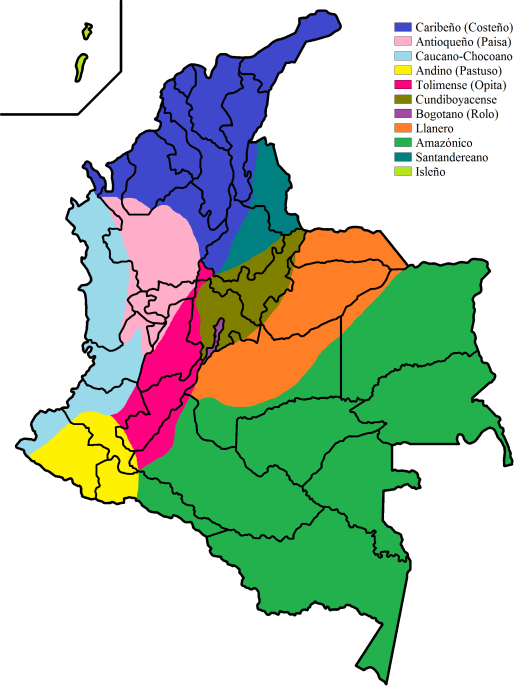 Caribeño (Costeño)
Antioqueño (Paisa)
Caucano-Chocoano
Andino (Pastuso)
Tolimense (Opita)
Cundiboyacense
Bogotano (Rolo)
Llanero
Amazónico
Santandereano
Isleño